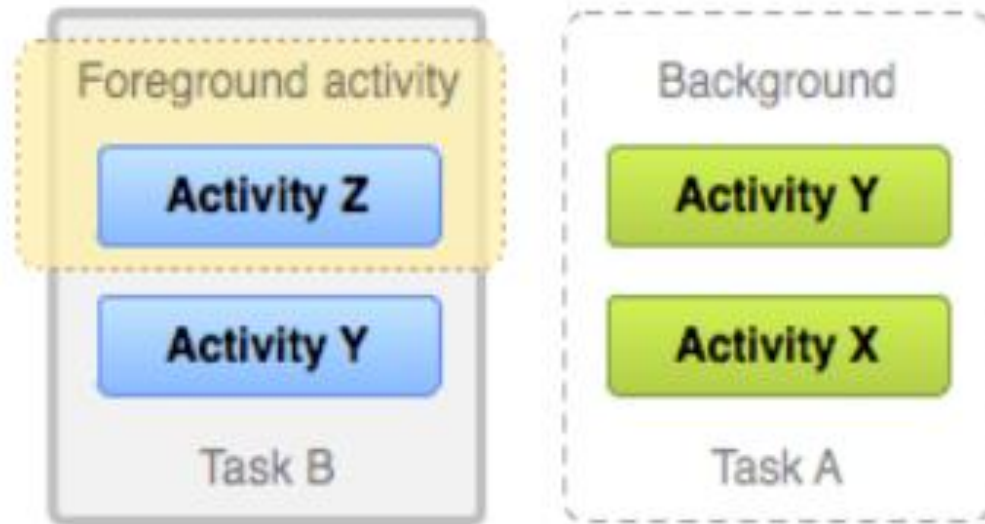 Foreground activity
Activity Z
Activity Y
Task B
Background
Activity Y
Activity X
Task A